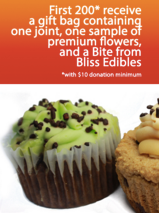 First 200* receive
a gift bag containing
one joint, one sample of
premium flowers,
and a Bite from
Bliss Edibles
*with $10 donation minimum